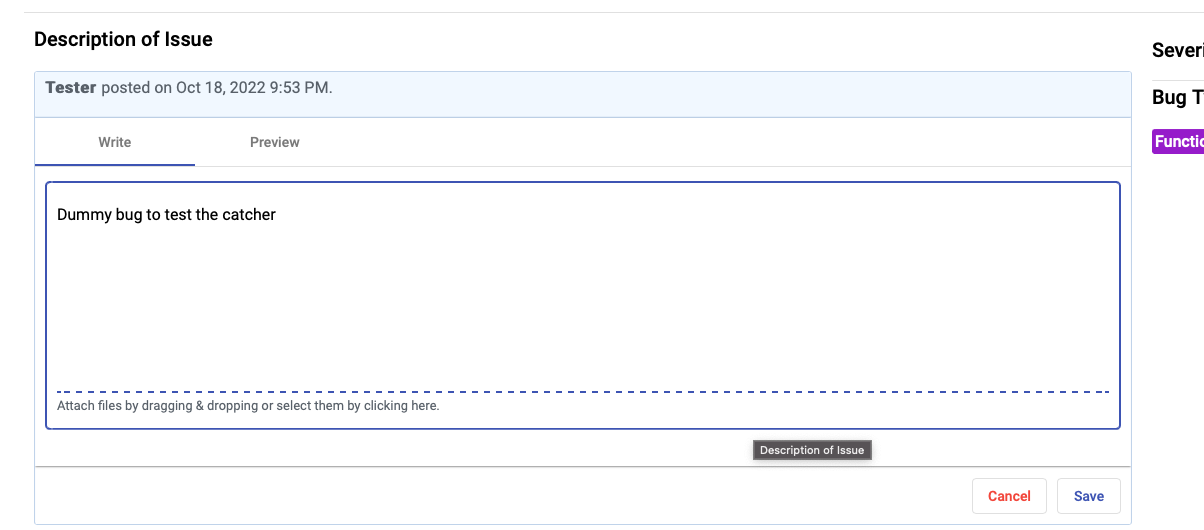 Description of Issue
Tester posted on Oct 18, 2022 9:53 PM.
Write Preview
Dummy bug to test the catcher
Attach files by dragging & dropping or select them by clicking here.
Description of Issue
Cancel Save
Severi
Bug T
Functio